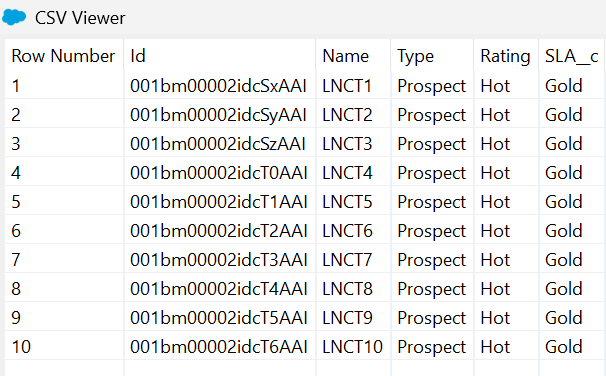 CSV Viewer
Row Number Id Name Type Rating SLA__c
1 001bm00002idcSxAAI LNCT1 Prospect Hot Gold
2 001bm00002idcSyAAI LNCT2 Prospect Hot Gold
3 001bm00002idcSzAAI LNCT3 Prospect Hot Gold
4 001bm00002idcT0AAI LNCT4 Prospect Hot Gold
5 001bm00002idcT1AAI LNCT5 Prospect Hot Gold
6 001bm00002idcT2AAI LNCT6 Prospect Hot Gold
7 001bm00002idcT3AAI LNCT7 Prospect Hot Gold
8 001bm00002idcT4AAI LNCT8 Prospect Hot Gold
9 001bm00002idcT5AAI LNCT9 Prospect Hot Gold
10 001bm00002idcT6AAI LNCT10 Prospect Hot Gold